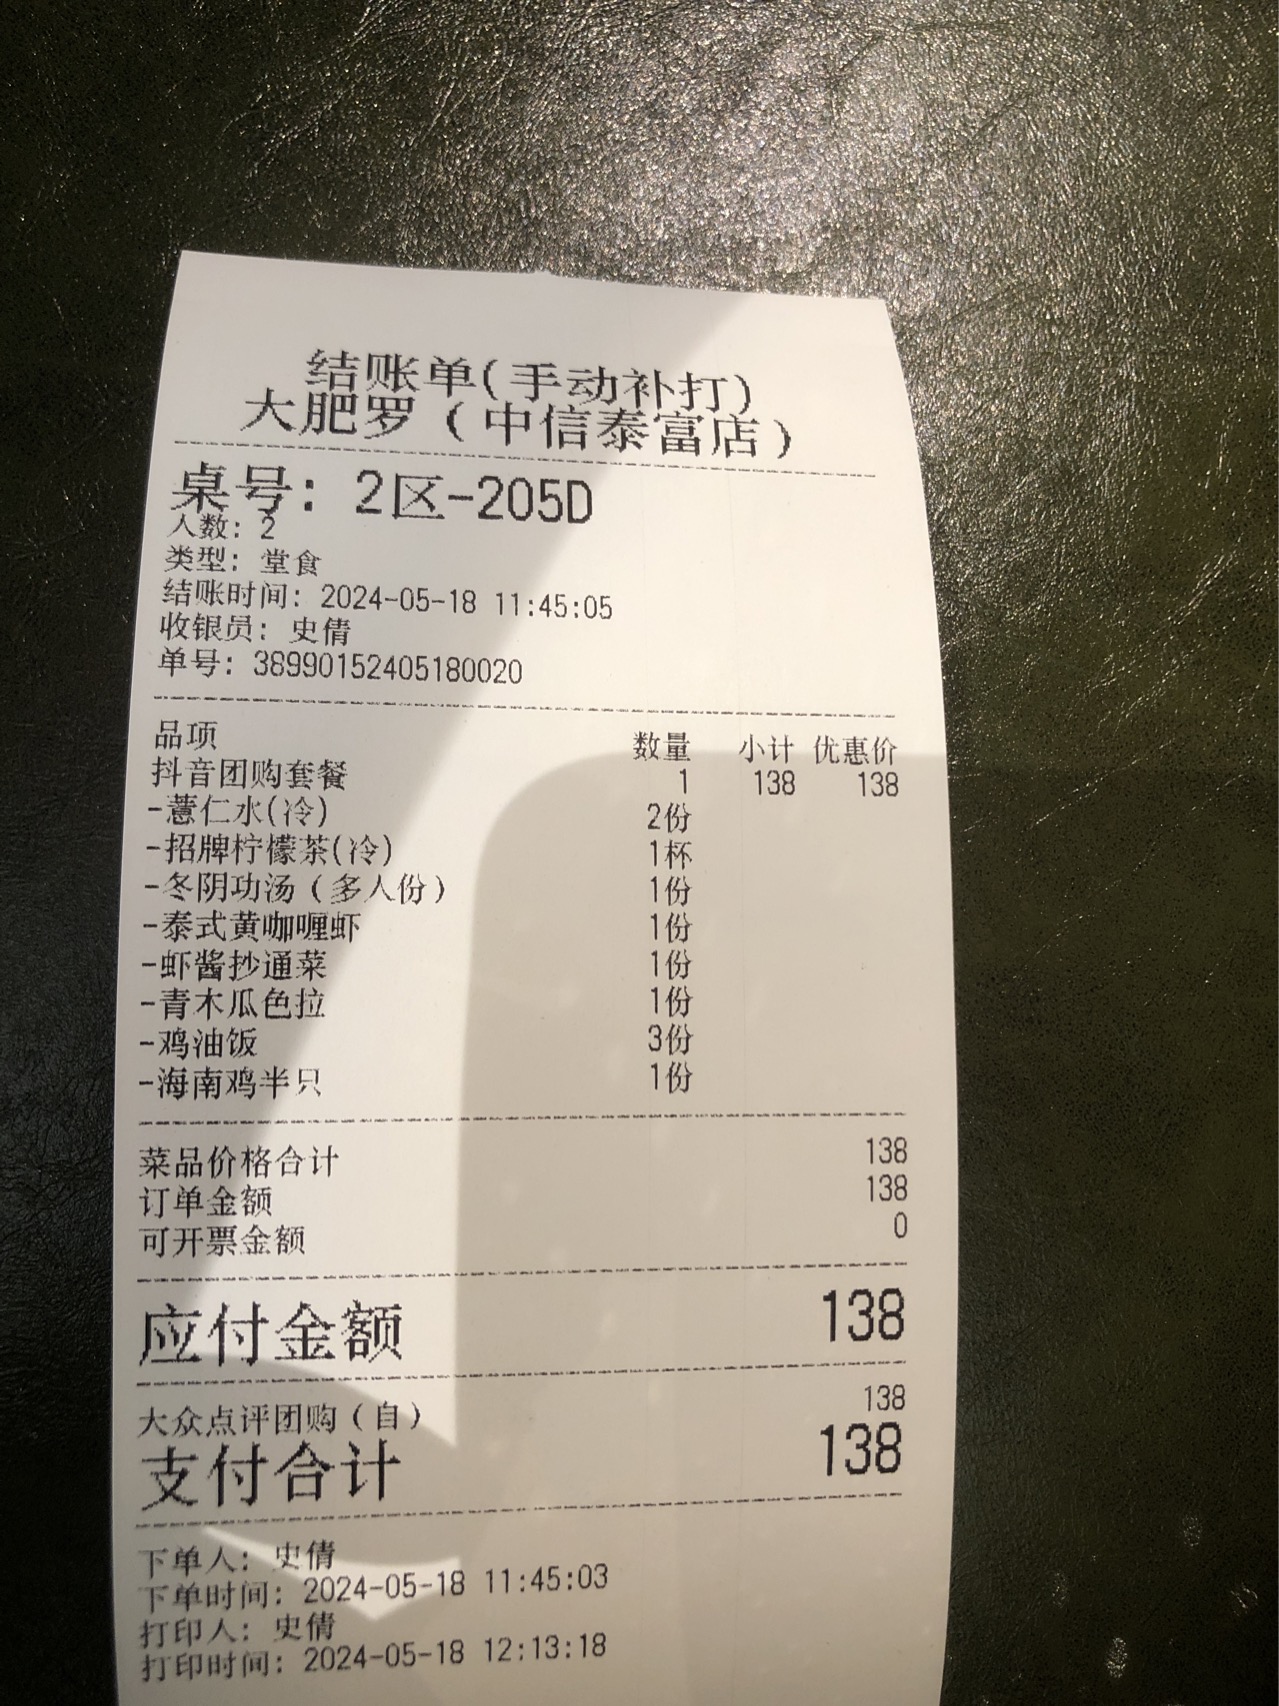 结账单(手动补打)
大肥罗（中信泰富店）
桌号: 2区-205D
人数: 2
类型: 堂食
结账时间: 2024-05-18 11:45:05
收银员: 史倩
单号: 38990152405180020
品项 数量 小计 优惠价
抖音团购套餐 1 138 138
-薏仁水(冷) 2份
-招牌柠檬茶(冷) 1杯
-冬阴功汤（多人份） 1份
-泰式黄咖喱虾 1份
-虾酱抄通菜 1份
-青木瓜色拉 1份
-鸡油饭 3份
-海南鸡半只 1份
菜品价格合计 138
订单金额 138
可开票金额 0
应付金额 138
大众点评团购（自） 138
支付合计 138
下单人: 史倩
下单时间: 2024-05-18 11:45:03
打印人: 史倩
打印时间: 2024-05-18 12:13:18